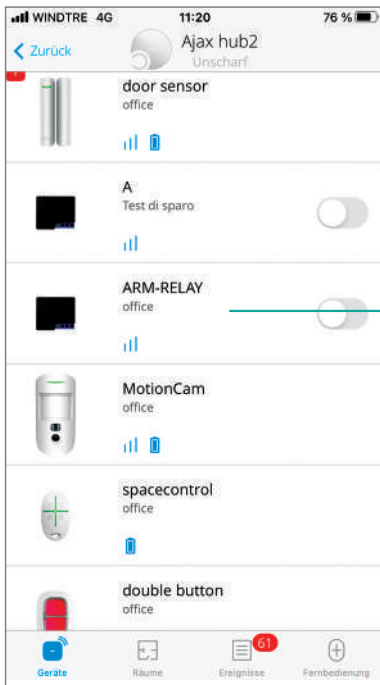 WINDTRE 4G 11:20 76 %
Zurück
Ajax hub2
Unscharf
door sensor
office
A
Test di sparo
ARM-RELAY
office
MotionCam
office
spacecontrol
office
double button
office
61
Geräte Räume Ereignisse Fernbedienung